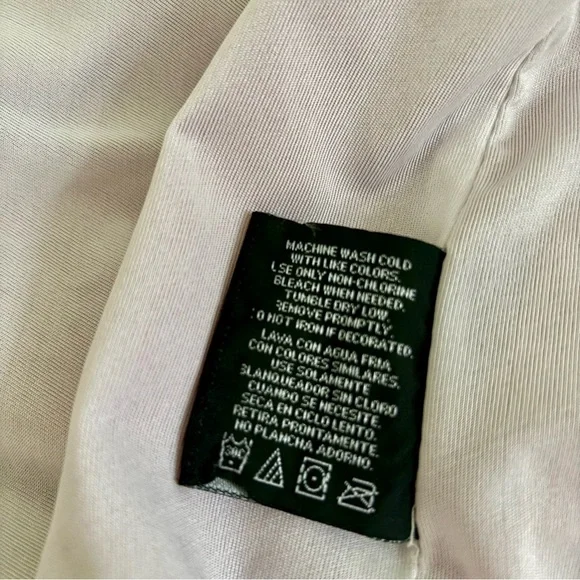 MACHINE WASH COLD
WITH LIKE COLORS.
USE ONLY NON-CHLORINE
BLEACH WHEN NEEDED.
TUMBLE DRY LOW.
REMOVE PROMPTLY.
DO NOT IRON IF DECORATED.
LAVA CON AGUA FRIA
CON COLORES SIMILARES.
USE SOLAMENTE
BLANQUEADOR SIN CLORO
CUANDO SE NECESITE.
SECA EN CICLO LENTO.
RETIRA PRONTAMENTE.
NO PLANCHA ADORNO.
30C